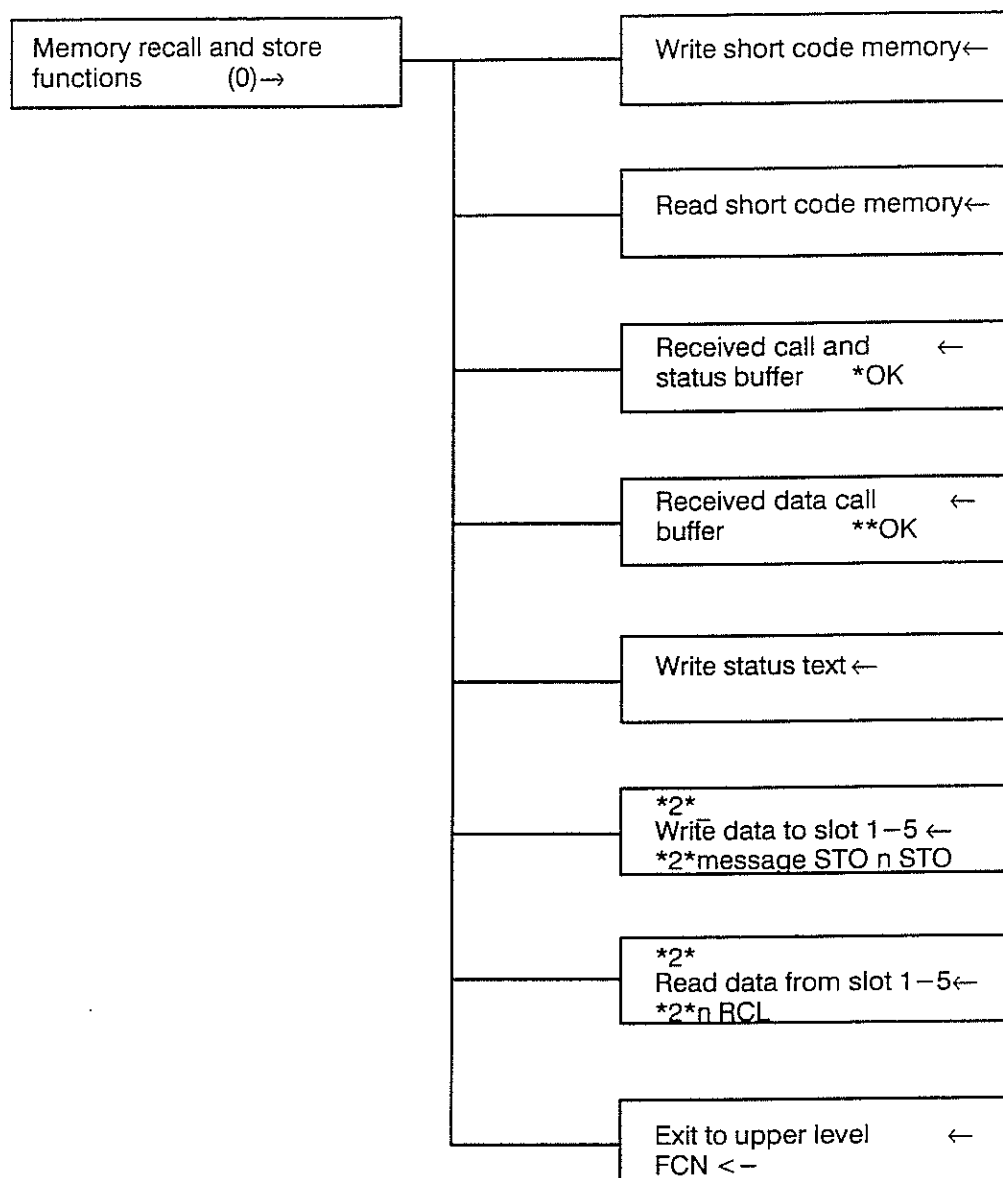 Memory recall and store
functions (0)→
Write short code memory←
Read short code memory←
Received call and ←
status buffer *OK
Received data call ←
buffer **OK
Write status text←
*2*_
Write data to slot 1–5 ←
*2*message STO n STO
*2*
Read data from slot 1–5←
*2*n RCL
Exit to upper level ←
FCN <–